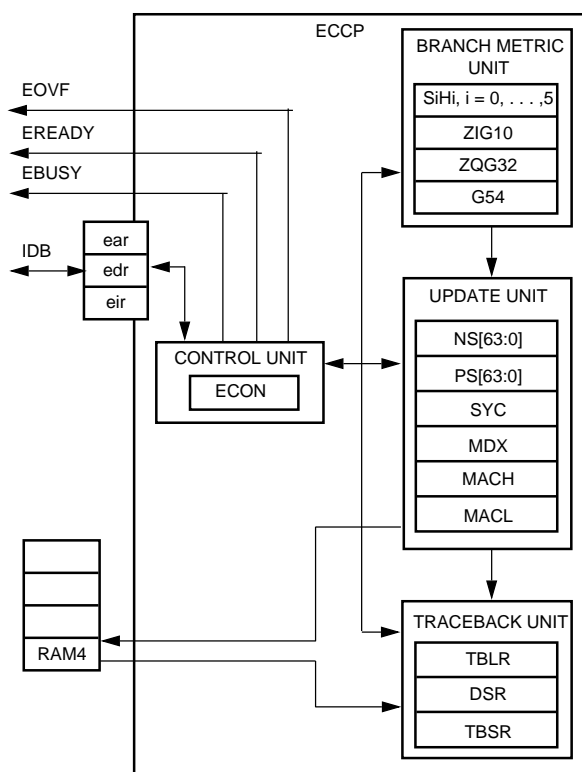 ECCP
BRANCH METRIC
UNIT
SiHi, i = 0, . . . ,5
ZIG10
ZQG32
G54
EOVF
EREADY
EBUSY
IDB
ear
edr
eir
CONTROL UNIT
ECON
UPDATE UNIT
NS[63:0]
PS[63:0]
SYC
MDX
MACH
MACL
RAM4
TRACEBACK UNIT
TBLR
DSR
TBSR